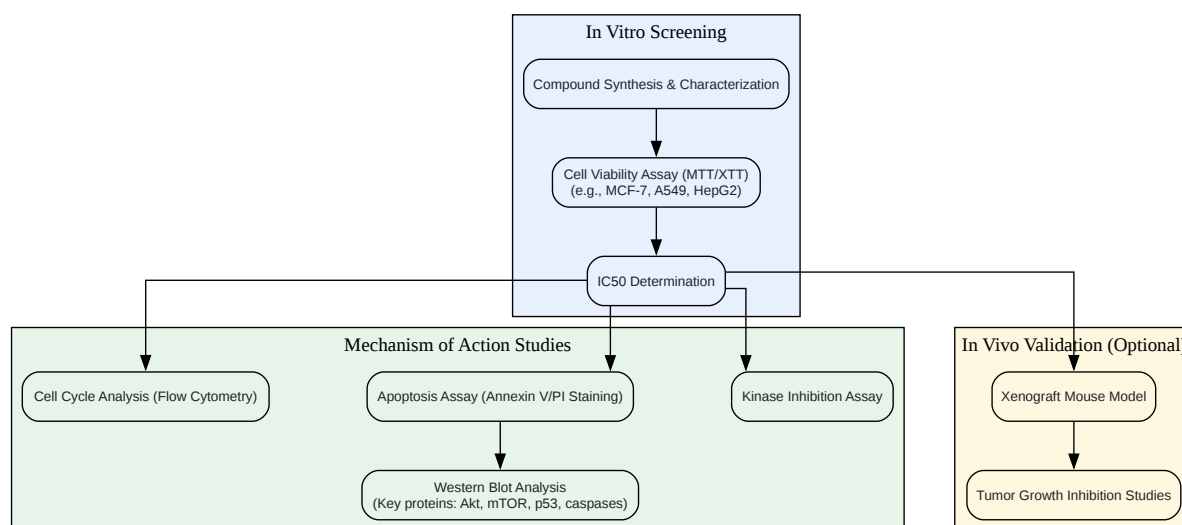 In Vitro Screening
Compound Synthesis & Characterization
Cell Viability Assay (MTT/XTT)
(e.g., MCF-7, A549, HepG2)
IC50 Determination
Mechanism of Action Studies
Cell Cycle Analysis (Flow Cytometry)
Apoptosis Assay (Annexin V/PI Staining)
Kinase Inhibition Assay
Western Blot Analysis
(Key proteins: Akt, mTOR, p53, caspases)
In Vivo Validation (Optional)
Xenograft Mouse Model
Tumor Growth Inhibition Studies